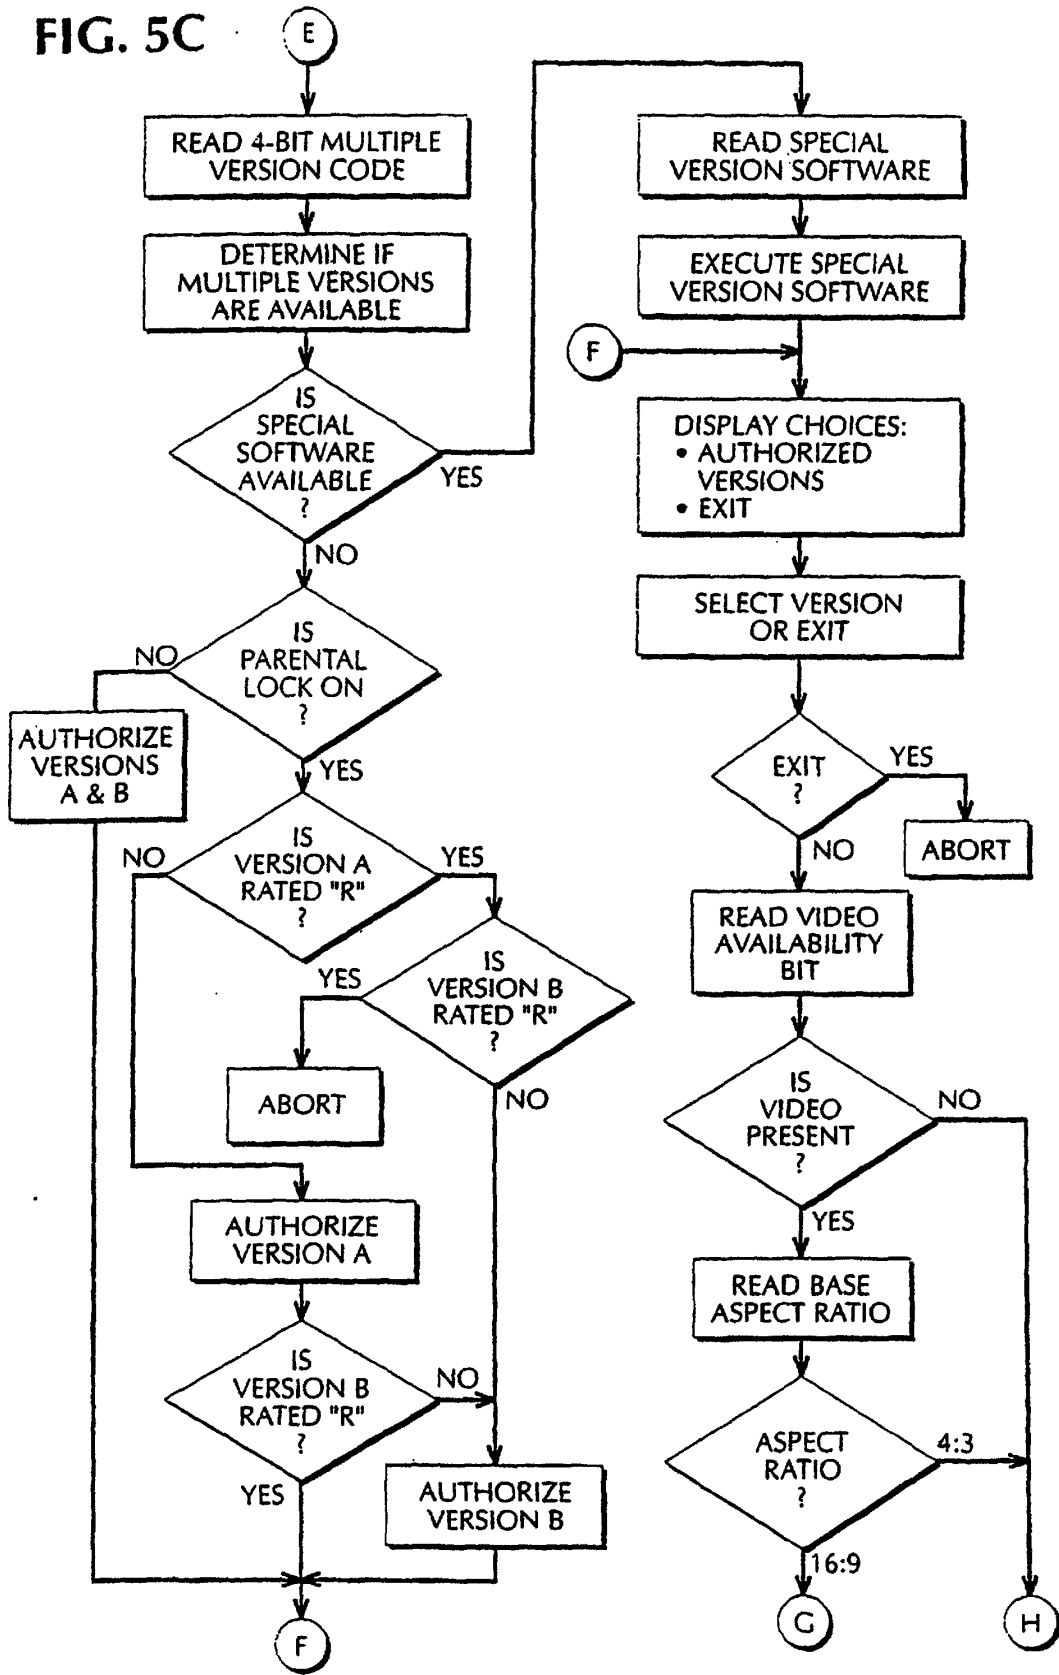 FIG. 5C
E
READ 4-BIT MULTIPLE
VERSION CODE
DETERMINE IF
MULTIPLE VERSIONS
ARE AVAILABLE
IS
SPECIAL
SOFTWARE
AVAILABLE
?
YES
NO
IS
PARENTAL
LOCK ON
?
NO
YES
AUTHORIZE
VERSIONS
A & B
IS
VERSION A
RATED "R"
?
NO
YES
IS
VERSION B
RATED "R"
?
YES
NO
ABORT
AUTHORIZE
VERSION A
IS
VERSION B
RATED "R"
?
NO
YES
AUTHORIZE
VERSION B
F
READ SPECIAL
VERSION SOFTWARE
EXECUTE SPECIAL
VERSION SOFTWARE
F
DISPLAY CHOICES:
• AUTHORIZED
VERSIONS
• EXIT
SELECT VERSION
OR EXIT
EXIT
?
YES
NO
ABORT
READ VIDEO
AVAILABILITY
BIT
IS
VIDEO
PRESENT
?
NO
YES
READ BASE
ASPECT RATIO
ASPECT
RATIO
?
4:3
16:9
G
H